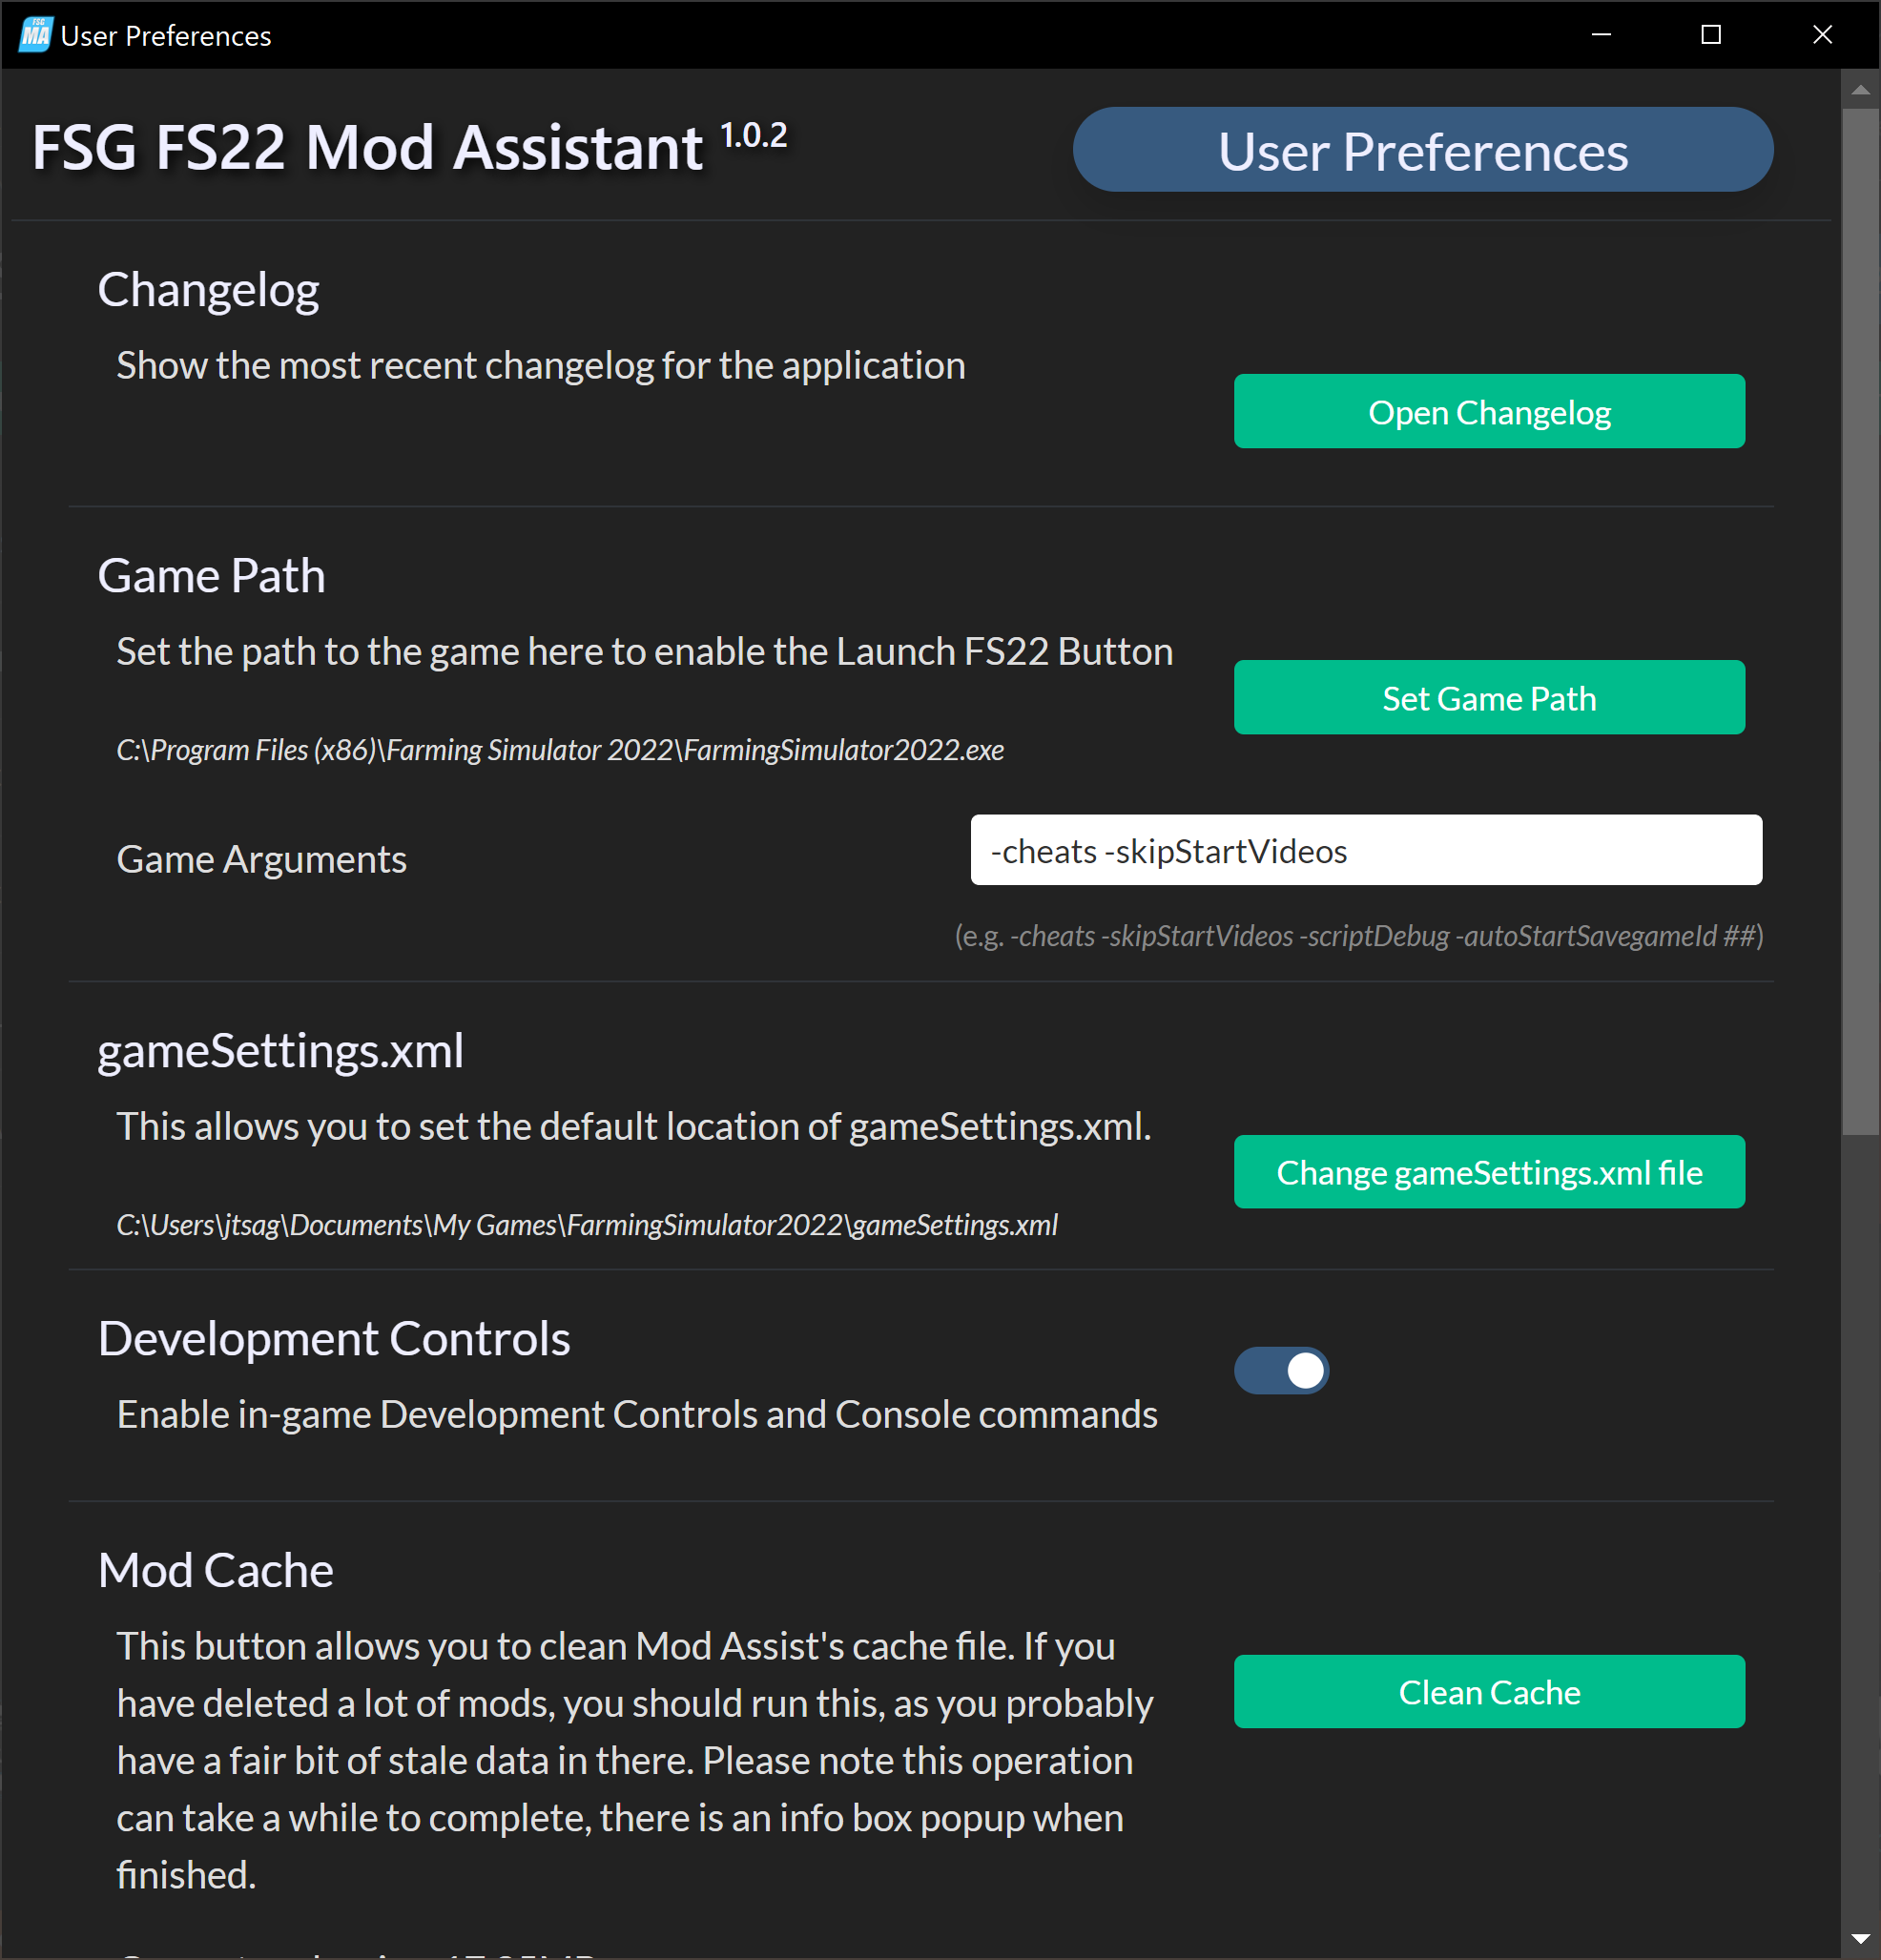 FSG
MA
User Preferences
FSG FS22 Mod Assistant 1.0.2
User Preferences
Changelog
Show the most recent changelog for the application
Open Changelog
Game Path
Set the path to the game here to enable the Launch FS22 Button
Set Game Path
C:\Program Files (x86)\Farming Simulator 2022\FarmingSimulator2022.exe
Game Arguments
-cheats -skipStartVideos
(e.g. -cheats -skipStartVideos -scriptDebug -autoStartSavegameId ##)
gameSettings.xml
This allows you to set the default location of gameSettings.xml.
Change gameSettings.xml file
C:\Users\jtsag\Documents\My Games\FarmingSimulator2022\gameSettings.xml
Development Controls
Enable in-game Development Controls and Console commands
Mod Cache
This button allows you to clean Mod Assist's cache file. If you
have deleted a lot of mods, you should run this, as you probably
have a fair bit of stale data in there. Please note this operation
can take a while to complete, there is an info box popup when
finished.
Clean Cache